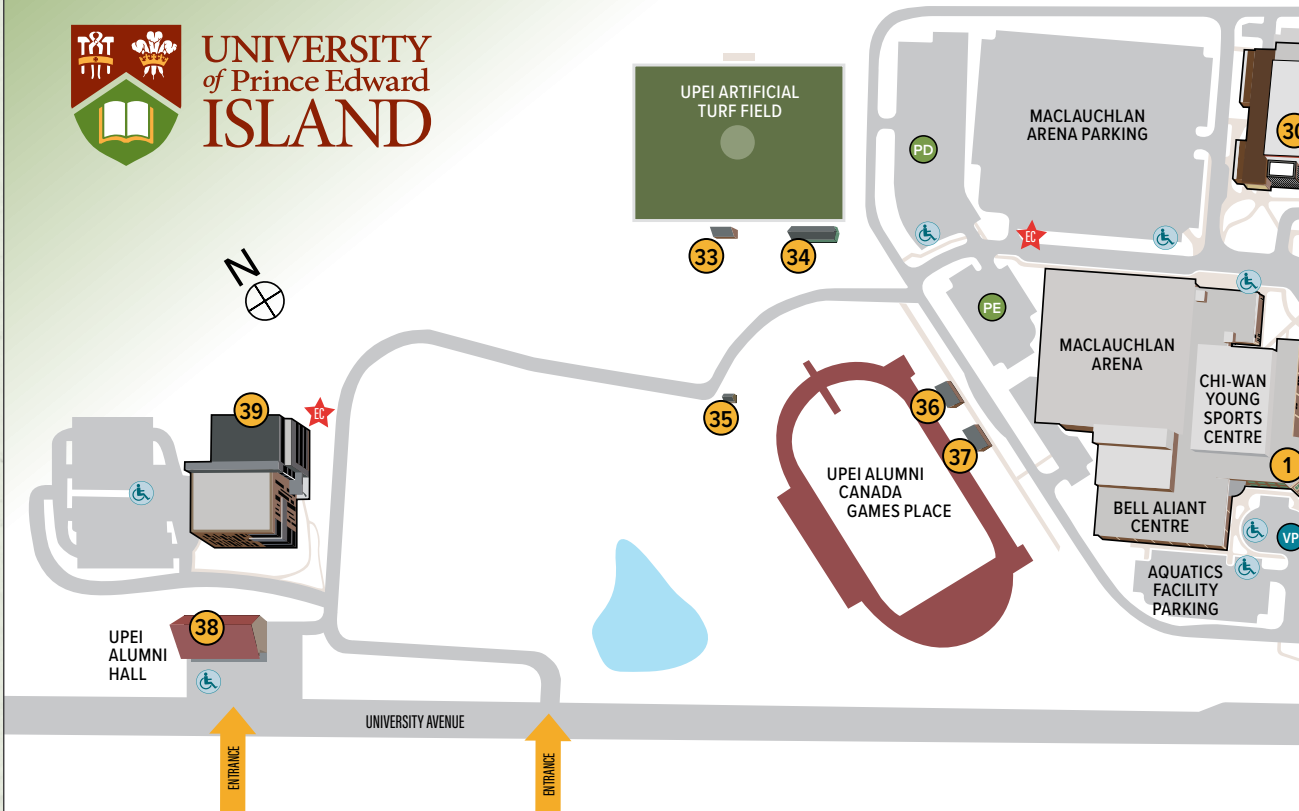 UNIVERSITY
of Prince Edward
ISLAND
UPEI ARTIFICIAL
TURF FIELD
MACLAUCHLAN
ARENA PARKING
30
PD
33
34
EC
N
PE
MACLAUCHLAN
ARENA
CHI-WAN
YOUNG
SPORTS
CENTRE
39
EC
35
36
37
1
UPEI ALUMNI
CANADA
GAMES PLACE
BELL ALIANT
CENTRE
VP
AQUATICS
FACILITY
PARKING
38
UPEI
ALUMNI
HALL
UNIVERSITY AVENUE
ENTRANCE
ENTRANCE